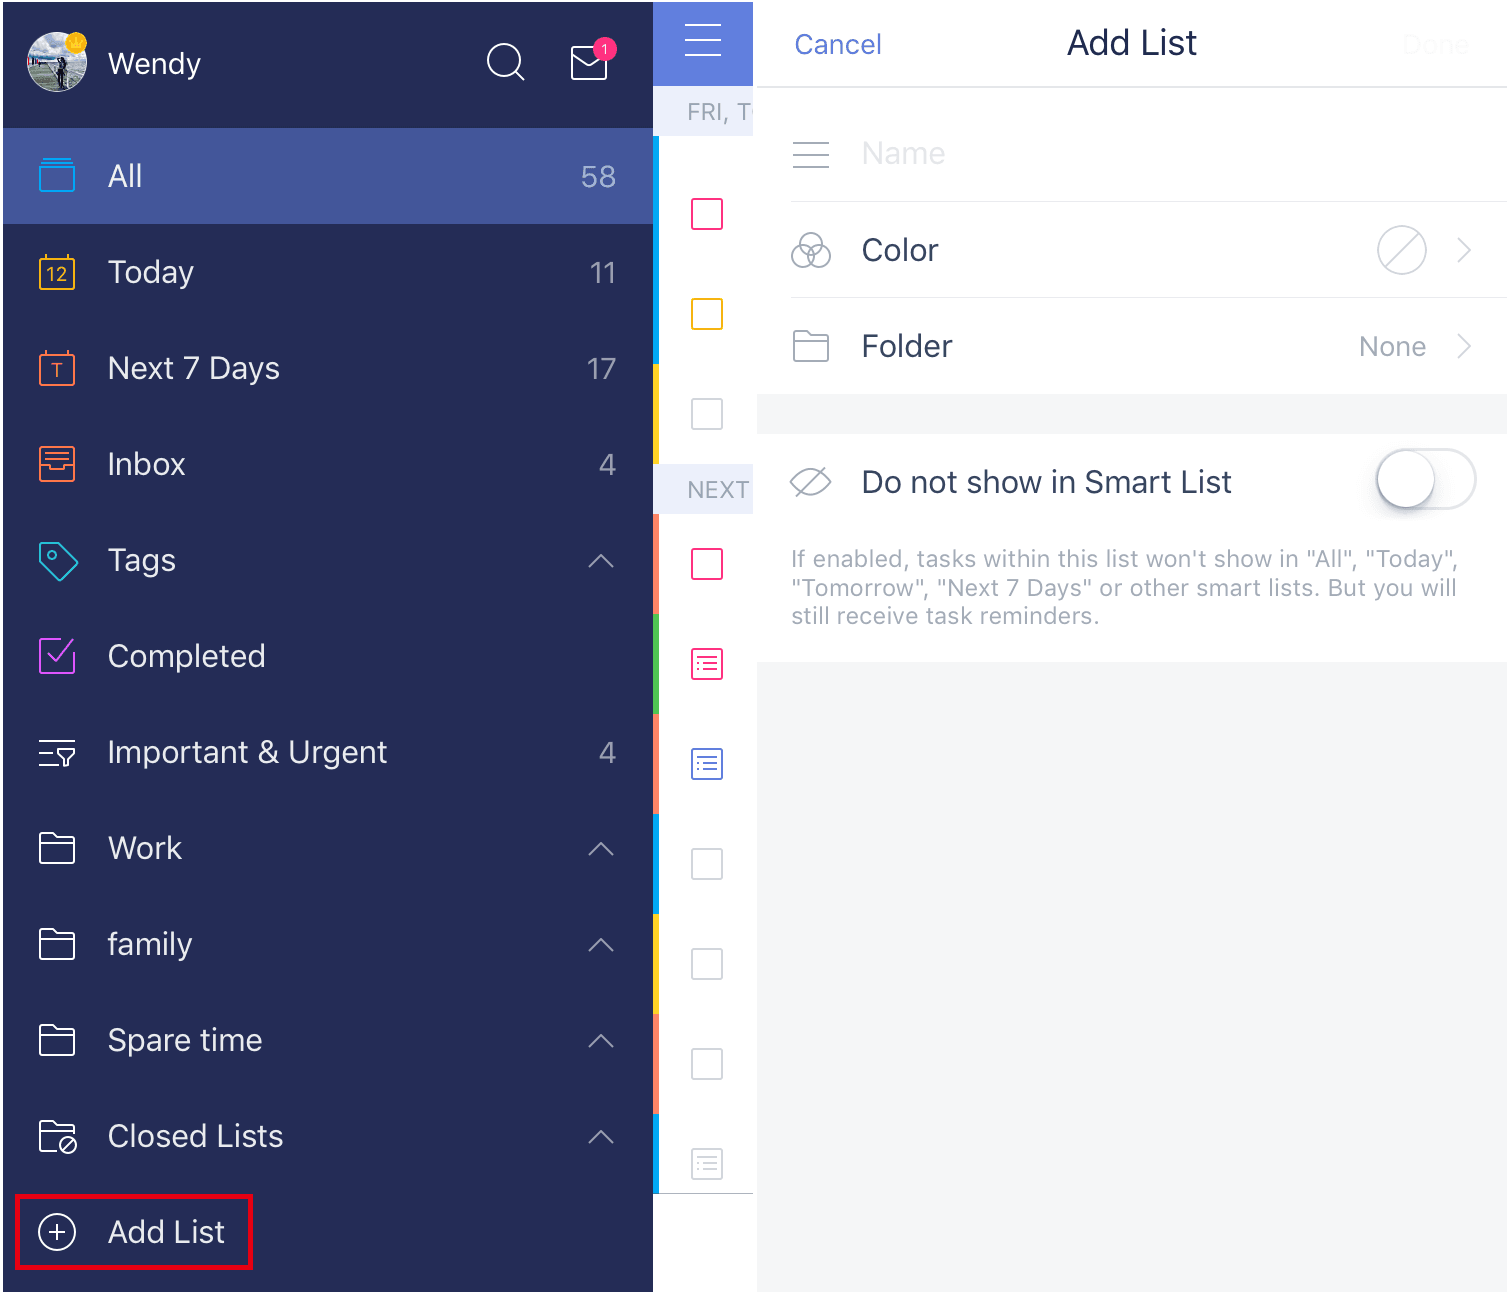 Wendy
1
All
58
12
Today
11
T
Next 7 Days
17
Inbox
4
Tags
Completed
Important & Urgent
4
Work
family
Spare time
Closed Lists
Add List
FRI,
NEXT
Cancel
Add List
Done
Name
Color
Folder
None
Do not show in Smart List
If enabled, tasks within this list won't show in "All", "Today",
"Tomorrow", "Next 7 Days" or other smart lists. But you will
still receive task reminders.